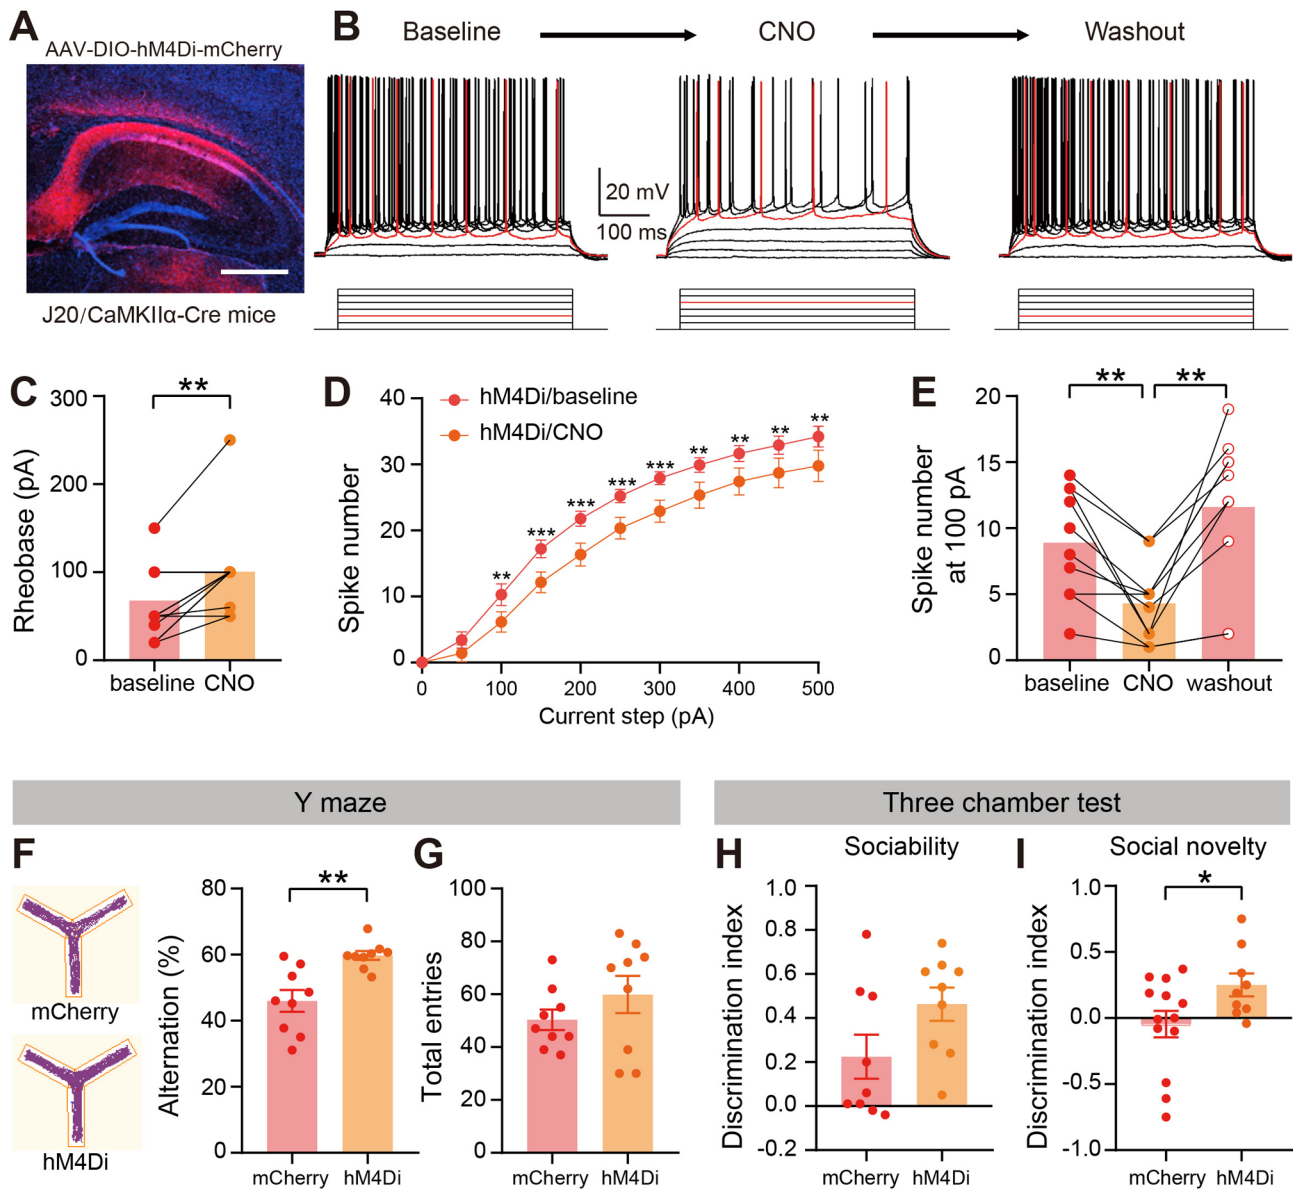 A
AAV-DIO-hM4Di-mCherry
J20/CaMKIIα-Cre mice
B
Baseline
CNO
Washout
20 mV
100 ms
C
**
Rheobase (pA)
300
200
100
0
baseline
CNO
D
hM4Di/baseline
hM4Di/CNO
Spike number
40
30
20
10
0
**
***
***
***
***
**
**
**
**
0
100
200
300
400
500
Current step (pA)
E
**
**
Spike number
at 100 pA
20
15
10
5
0
baseline
CNO
washout
Y maze
Three chamber test
F
mCherry
hM4Di
**
Alternation (%)
80
60
40
20
0
mCherry
hM4Di
G
Total entries
100
80
60
40
20
0
mCherry
hM4Di
H
Sociability
Discrimination index
1.0
0.8
0.6
0.4
0.2
0.0
-0.2
mCherry
hM4Di
I
Social novelty
*
Discrimination index
1.0
0.5
0.0
-0.5
-1.0
mCherry
hM4Di